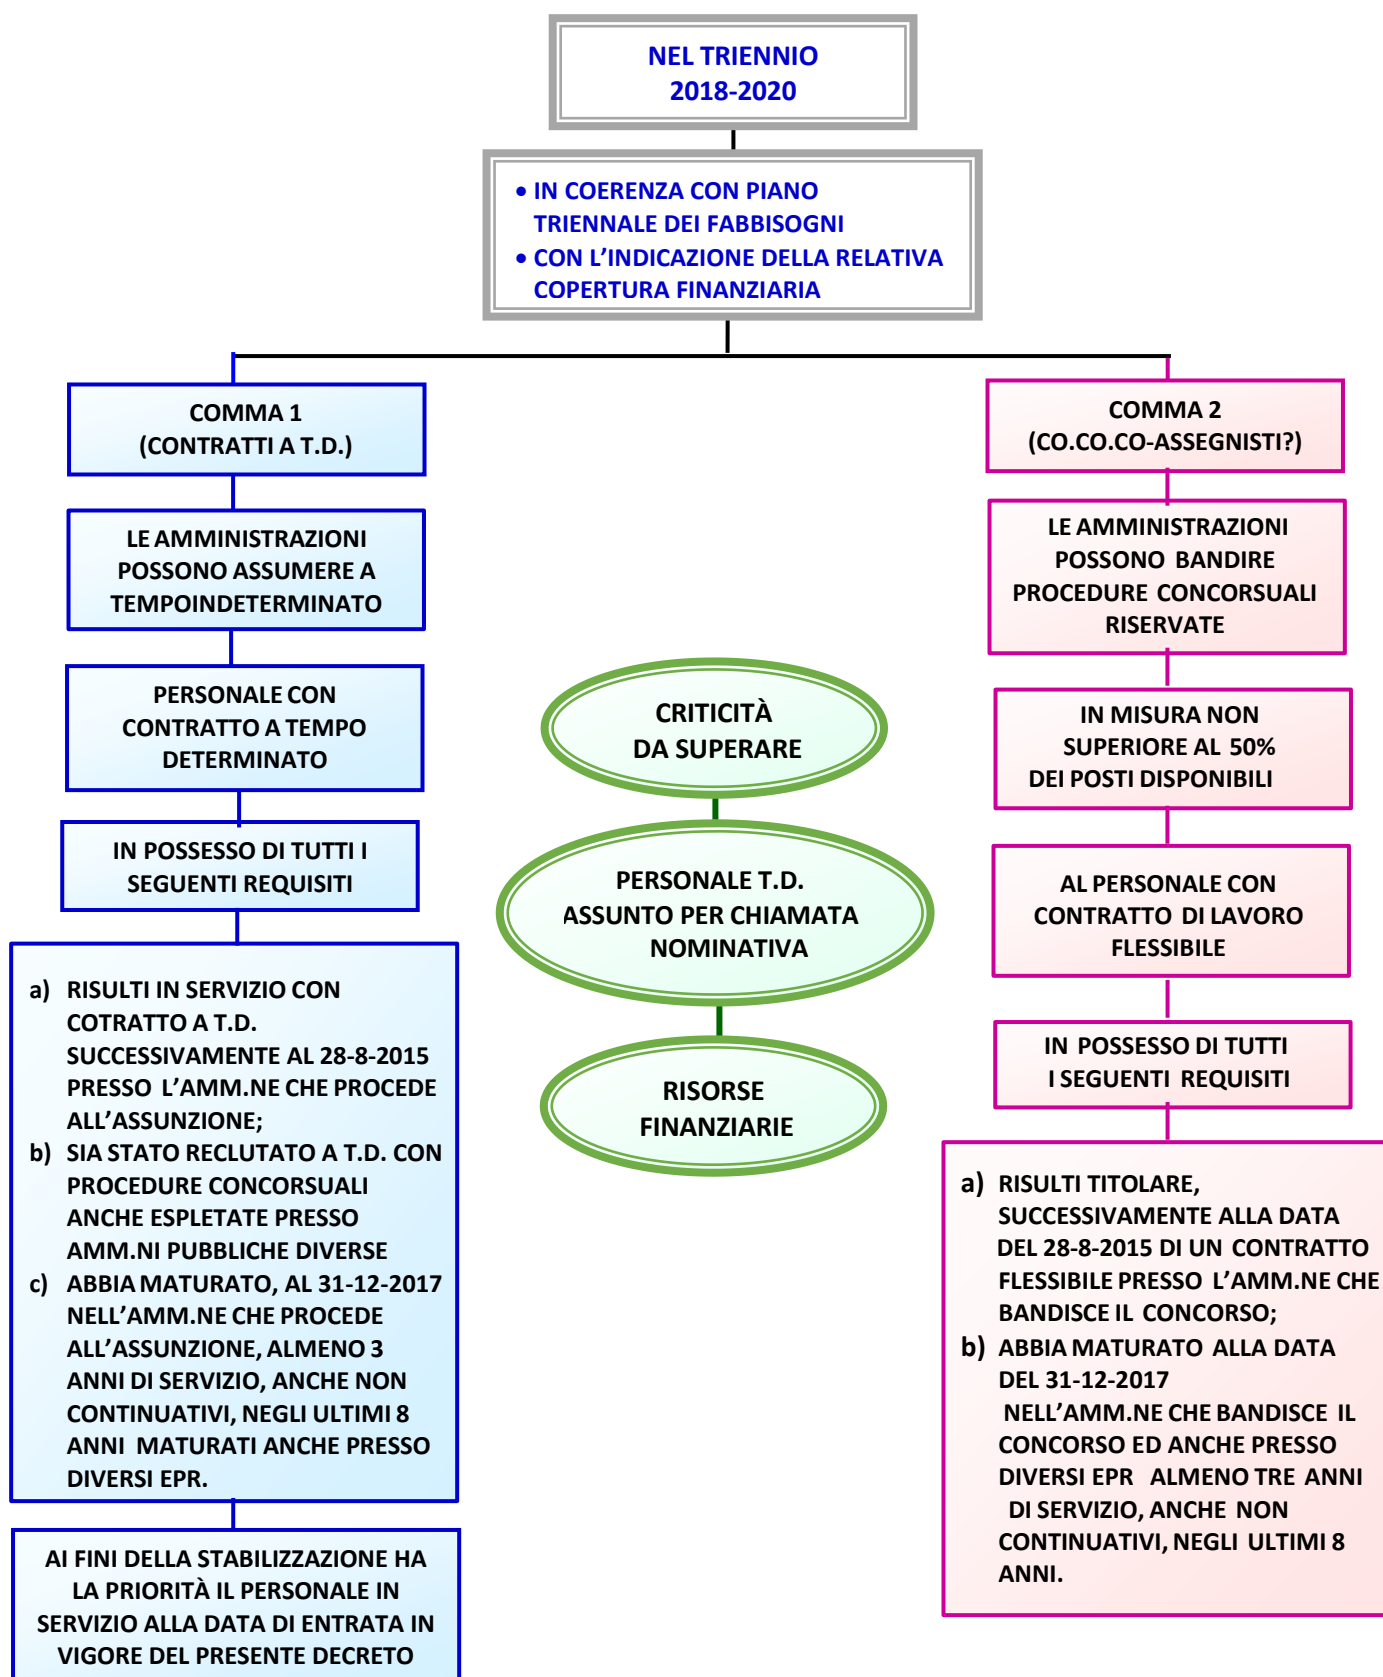 NEL TRIENNIO
2018-2020
• IN COERENZA CON PIANO
TRIENNALE DEI FABBISOGNI
• CON L'INDICAZIONE DELLA RELATIVA
COPERTURA FINANZIARIA
COMMA 1
(CONTRATTI A T.D.)
LE AMMINISTRAZIONI
POSSONO ASSUMERE A
TEMPOINDETERMINATO
PERSONALE CON
CONTRATTO A TEMPO
DETERMINATO
IN POSSESO DI TUTTI I
SEGUENTI REQUISITI
a) RISULTI IN SERVIZIO CON
COTRATTO A T.D.
SUCCESSIVAMENTE AL 28-8-2015
PRESSO L'AMM.NE CHE PROCEDE
ALL'ASSUNZIONE;
b) SIA STATO RECLUTATO A T.D. CON
PROCEDURE CONCORSUALI
ANCHE ESPLETATE PRESSO
AMM.NI PUBBLICHE DIVERSE
c) ABBIA MATURATO, AL 31-12-2017
NELL'AMM.NE CHE PROCEDE
ALL'ASSUNZIONE, ALMENO 3
ANNI DI SERVIZIO, ANCHE NON
CONTINUATIVI, NEGLI ULTIMI 8
ANNI MATURATI ANCHE PRESSO
DIVERSI EPR.
AI FINI DELLA STABILIZZAZIONE HA
LA PRIORITÀ IL PERSONALE IN
SERVIZIO ALLA DATA DI ENTRATA IN
VIGORE DEL PRESENTE DECRETO
CRITICITÀ
DA SUPERARE
PERSONALE T.D.
ASSUNTO PER CHIAMATA
NOMINATIVA
RISORSE
FINANZIARIE
COMMA 2
(CO.CO.CO-ASSEGNISTI?)
LE AMMINISTRAZIONI
POSSONO BANDIRE
PROCEDURE CONCORSUALI
RISERVATE
IN MISURA NON
SUPERIORE AL 50%
DEI POSTI DISPONIBILI
AL PERSONALE CON
CONTRATTO DI LAVORO
FLESSIBILE
IN POSSESO DI TUTTI
I SEGUENTI REQUISITI
a) RISULTI TITOLARE,
SUCCESSIVAMENTE ALLA DATA
DEL 28-8-2015 DI UN CONTRATTO
FLESSIBILE PRESSO L'AMM.NE CHE
BANDISCE IL CONCORSO;
b) ABBIA MATURATO ALLA DATA
DEL 31-12-2017
NELL'AMM.NE CHE BANDISCE IL
CONCORSO ED ANCHE PRESSO
DIVERSI EPR ALMENO TRE ANNI
DI SERVIZIO, ANCHE NON
CONTINUATIVI, NEGLI ULTIMI 8
ANNI.